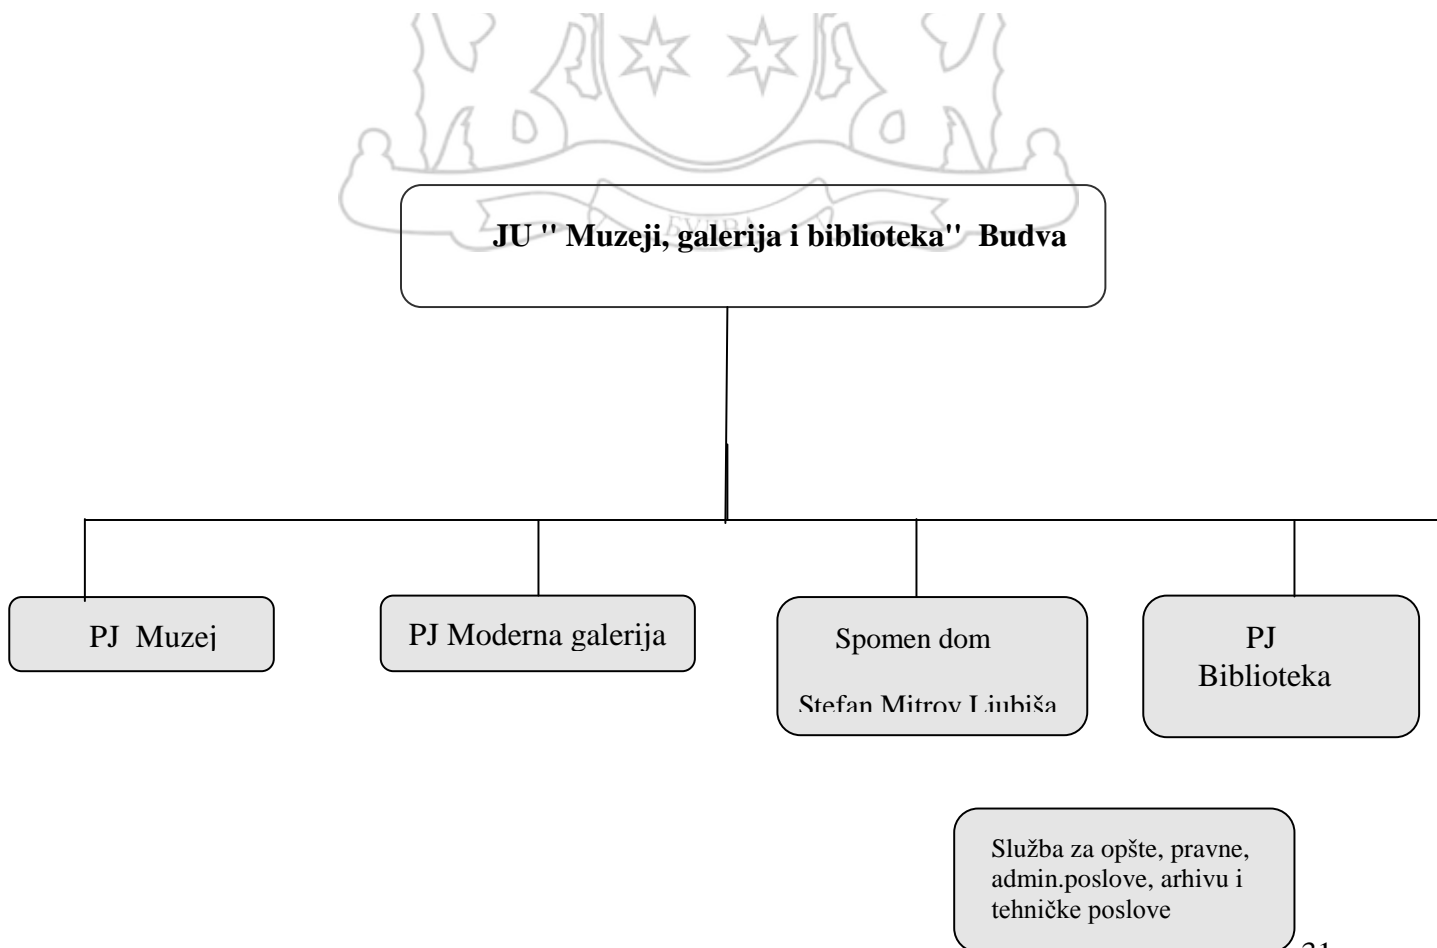 JU '' Muzeji, galerija i biblioteka'' Budva
PJ Muzej
PJ Moderna galerija
Spomen dom
Stefan Mitrov Ljubiša
PJ
Biblioteka
Služba za opšte, pravne,
admin.poslove, arhivu i
tehničke poslove
31